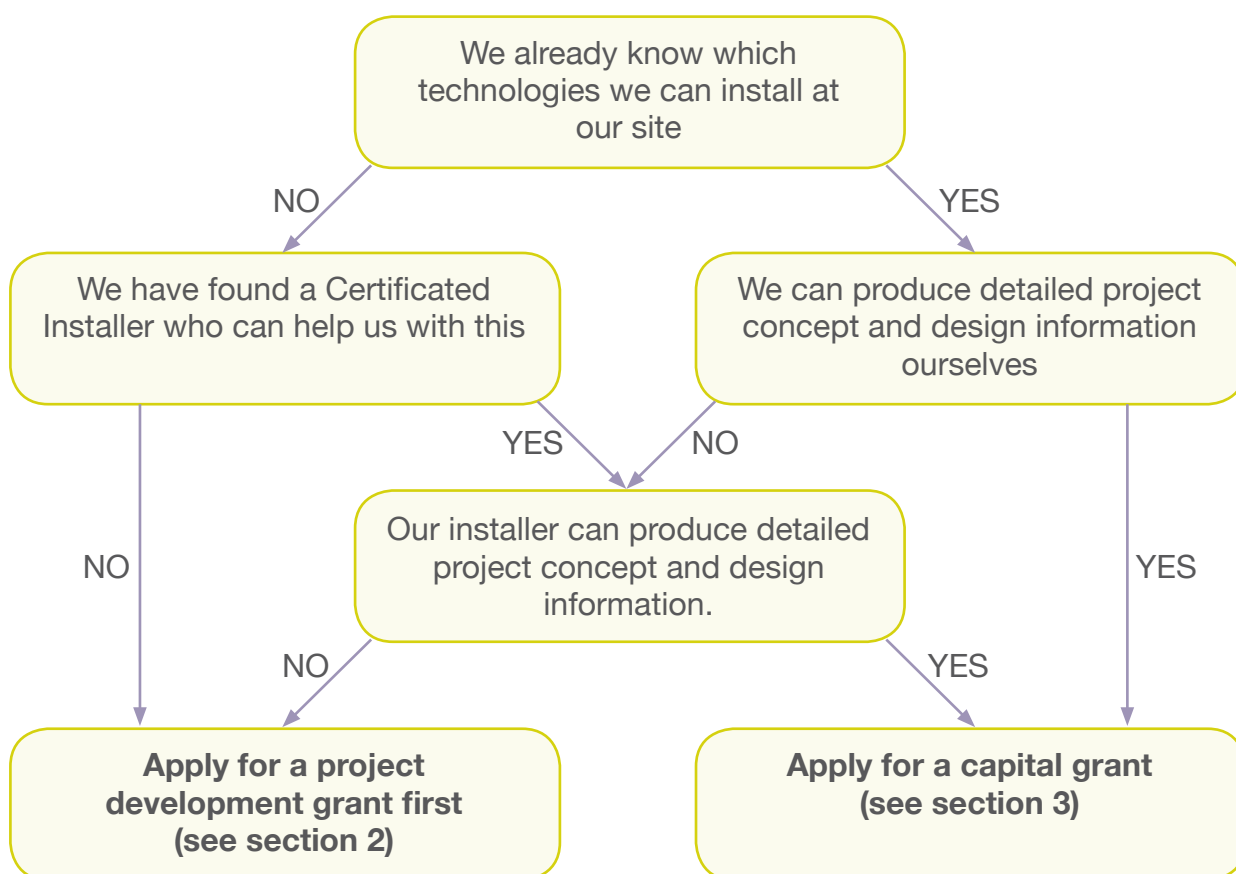 We already know which
technologies we can install at
our site
NO
YES
We have found a Certificated
Installer who can help us with this
We can produce detailed project
concept and design information
ourselves
YES
NO
Our installer can produce detailed
project concept and design
information.
NO
YES
NO
YES
Apply for a project
development grant first
(see section 2)
Apply for a capital grant
(see section 3)